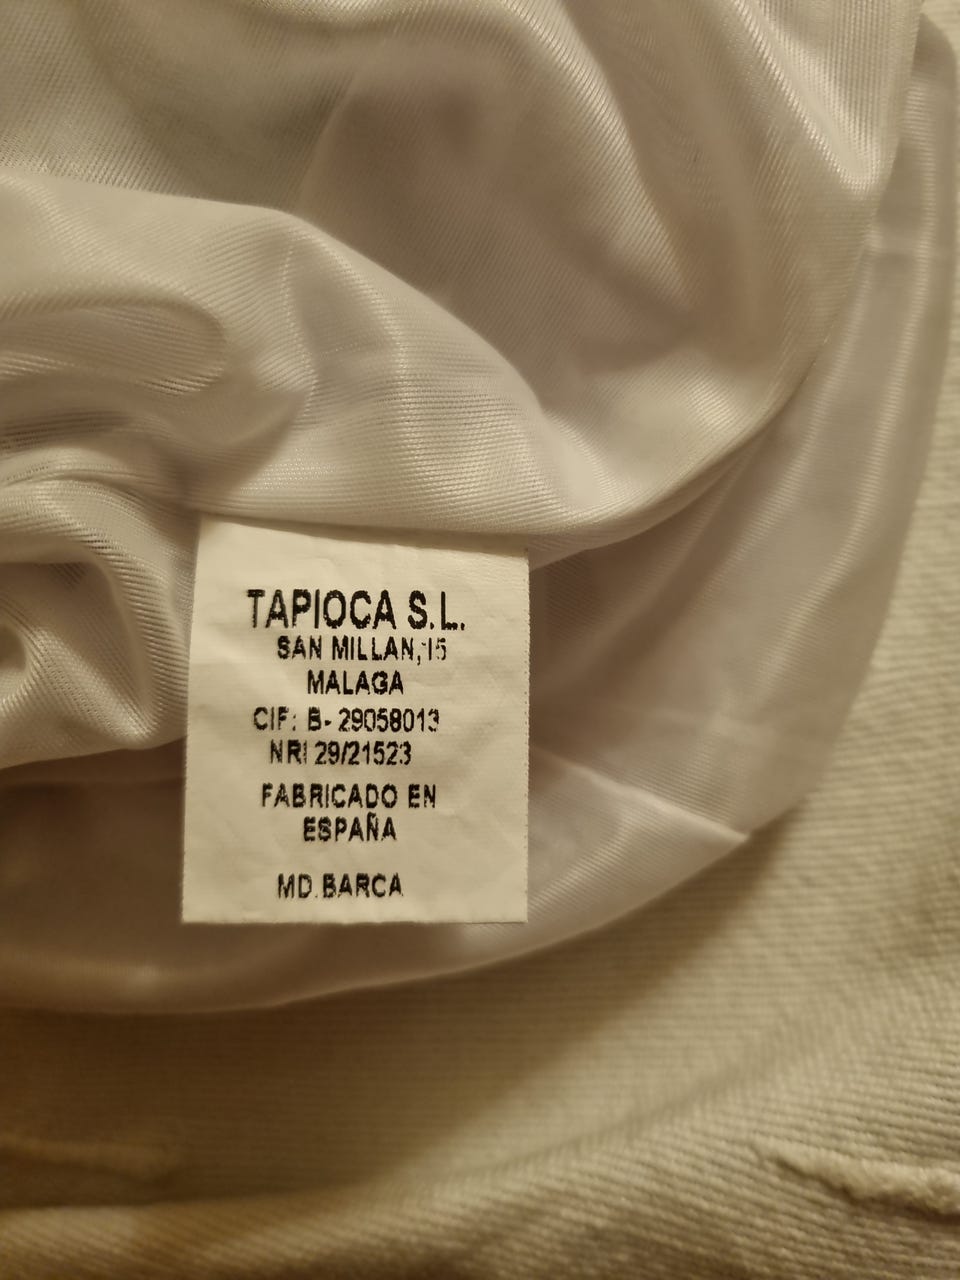 TAPIOCA S.L.
SAN MILLAN, 15
MALAGA
CIF: B- 29058013
NRI 29/21523
FABRICADO EN
ESPAÑA
MD.BARCA